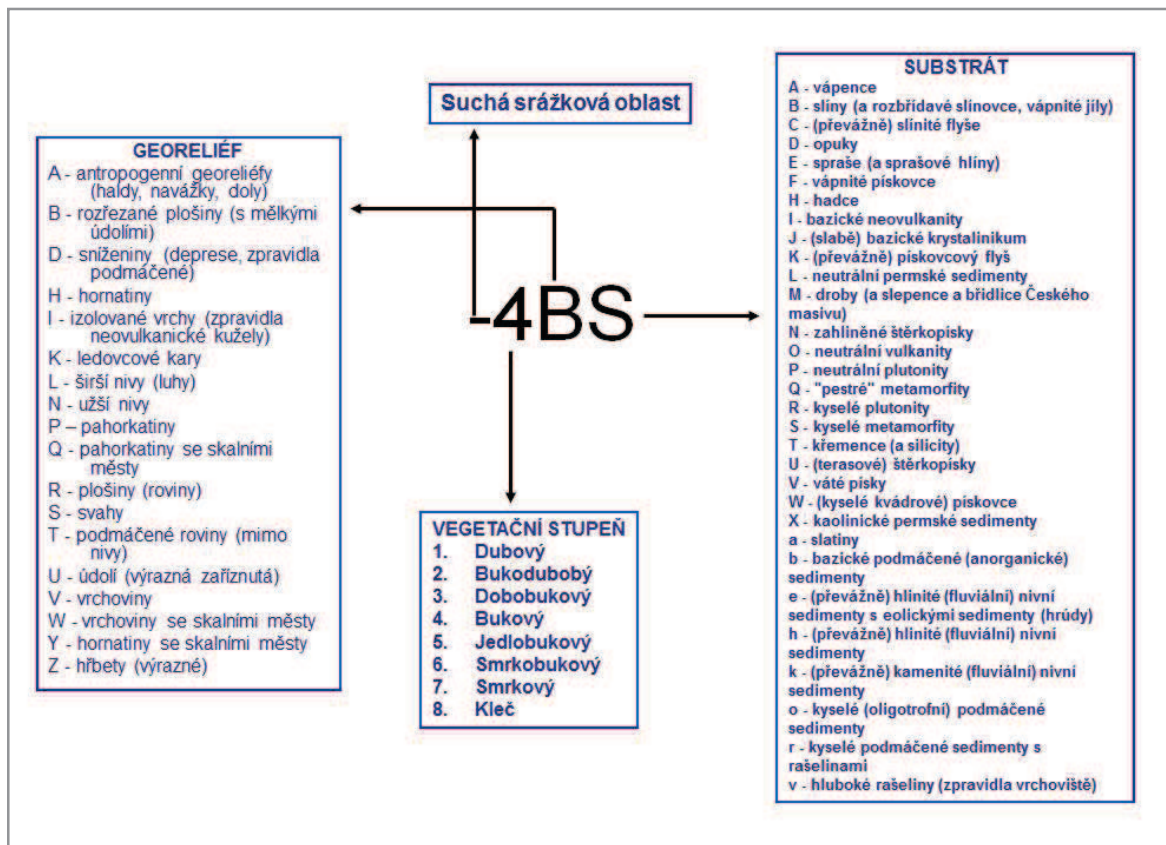 Suchá srážková oblast
GEORELIÉF
A - antropogenní georeliéfy
(haldy, navážky, doly)
B - rozřezané plošiny (s mělkými
údolími)
D - sníženiny (deprese, zpravidla
podmáčené)
H - hornatiny
I - izolované vrchy (zpravidla
neovulkanické kužely)
K - ledovcové kary
L - širší nivy (luhy)
N - užší nivy
P – pahorkatiny
Q - pahorkatiny se skalními
městy
R - plošiny (roviny)
S - svahy
T - podmáčené roviny (mimo
nivy)
U - údolí (výrazná zaříznutá)
V - vrchoviny
W - vrchoviny se skalními městy
Y - hornatiny se skalními městy
Z - hřbety (výrazné)
-4BS
VEGETAČNÍ STUPEŇ
1. Dubový
2. Bukodubobý
3. Dobobukový
4. Bukový
5. Jedlobukový
6. Smrkobukový
7. Smrkový
8. Kleč
SUBSTRÁT
A - vápence
B - slíny (a rozbřídavé slínovce, vápnité jíly)
C - (převážně) slínité flyše
D - opuky
E - spraše (a sprašové hlíny)
F - vápnité pískovce
H - hadce
I - bazické neovulkanity
J - (slabě) bazické krystalinikum
K - (převážně) pískovcový flyš
L - neutrální permské sedimenty
M - droby (a slepence a břidlice Českého
masivu)
N - zahliněné štěrkopísky
O - neutrální vulkanity
P - neutrální plutonity
Q - "pestré" metamorfity
R - kyselé plutonity
S - kyselé metamorfity
T - křemence (a silicity)
U - (terasové) štěrkopísky
V - váté písky
W - (kyselé kvádrové) pískovce
X - kaolinické permské sedimenty
a - slatiny
b - bazické podmáčené (anorganické)
sedimenty
e - (převážně) hlinité (fluviální) nivní
sedimenty s eolickými sedimenty (hrúdy)
h - (převážně) hlinité (fluviální) nivní
sedimenty
k - (převážně) kamenité (fluviální) nivní
sedimenty
o - kyselé (oligotrofní) podmáčené
sedimenty
r - kyselé podmáčené sedimenty s
rašelinami
v - hluboké rašeliny (zpravidla vrchoviště)